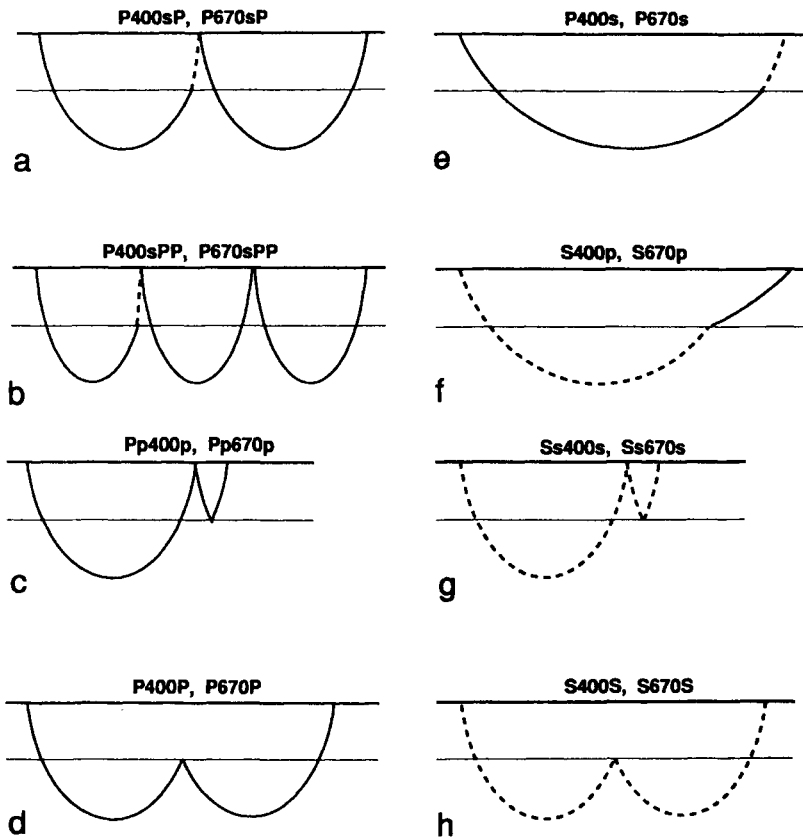 P400sP, P670sP
a
P400sPP, P670sPP
b
Pp400p, Pp670p
c
P400P, P670P
d
P400s, P670s
e
S400p, S670p
f
Ss400s, Ss670s
g
S400S, S670S
h